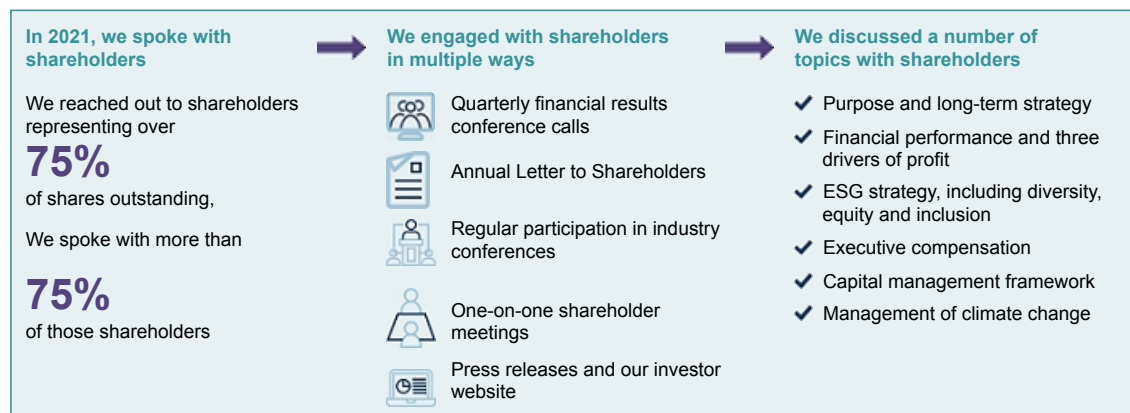 In 2021, we spoke with
shareholders
We reached out to shareholders
representing over
75%
of shares outstanding,
We spoke with more than
75%
of those shareholders
We engaged with shareholders
in multiple ways
Quarterly financial results
conference calls
Annual Letter to Shareholders
Regular participation in industry
conferences
One-on-one shareholder
meetings
Press releases and our investor
website
We discussed a number of
topics with shareholders
Purpose and long-term strategy
Financial performance and three
drivers of profit
ESG strategy, including diversity,
equity and inclusion
Executive compensation
Capital management framework
Management of climate change